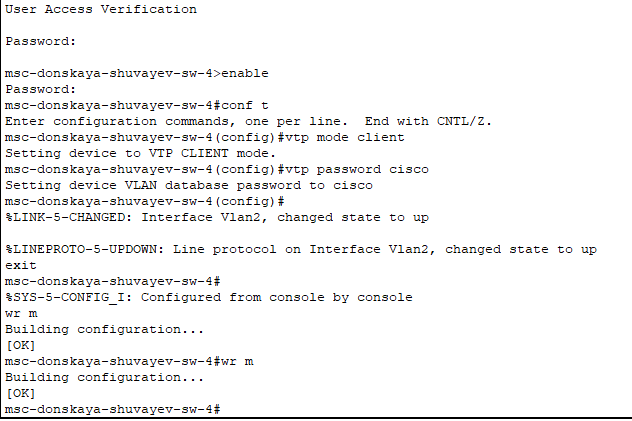 User Access Verification
Password:
msc-donskaya-shuvayev-sw-4>enable
Password:
msc-donskaya-shuvayev-sw-4#conf t
Enter configuration commands, one per line.  End with CNTL/Z.
msc-donskaya-shuvayev-sw-4(config)#vtp mode client
Setting device to VTP CLIENT mode.
msc-donskaya-shuvayev-sw-4(config)#vtp password cisco
Setting device VLAN database password to cisco
msc-donskaya-shuvayev-sw-4(config)#
%LINK-5-CHANGED: Interface Vlan2, changed state to up
%LINEPROTO-5-UPDOWN: Line protocol on Interface Vlan2, changed state to up
exit
msc-donskaya-shuvayev-sw-4#
%SYS-5-CONFIG_I: Configured from console by console
wr m
Building configuration...
[OK]
msc-donskaya-shuvayev-sw-4#wr m
Building configuration...
[OK]
msc-donskaya-shuvayev-sw-4#